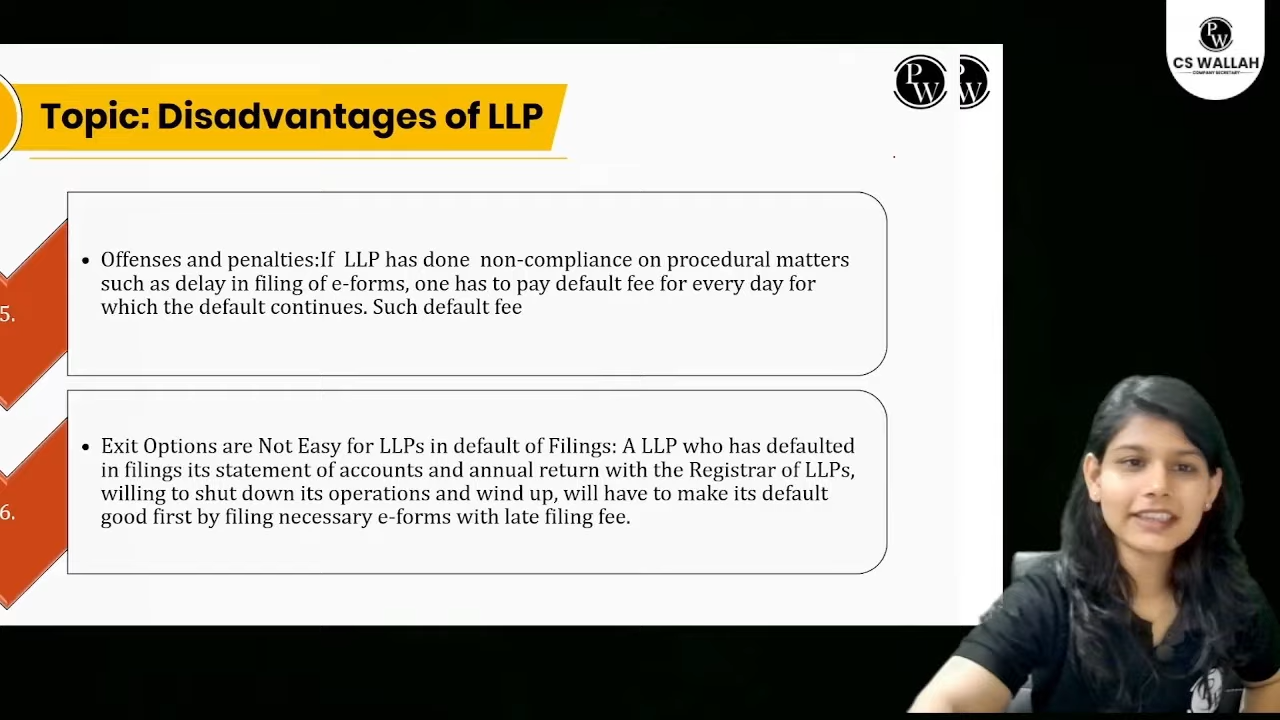 PW
PW
PW
CS WALLAH
COMPANY SECRETARY
Topic: Disadvantages of LLP
5.
• Offenses and penalties:If LLP has done non-compliance on procedural matters
such as delay in filing of e-forms, one has to pay default fee for every day for
which the default continues. Such default fee
6.
• Exit Options are Not Easy for LLPs in default of Filings: A LLP who has defaulted
in filings its statement of accounts and annual return with the Registrar of LLPs,
willing to shut down its operations and wind up, will have to make its default
good first by filing necessary e-forms with late filing fee.